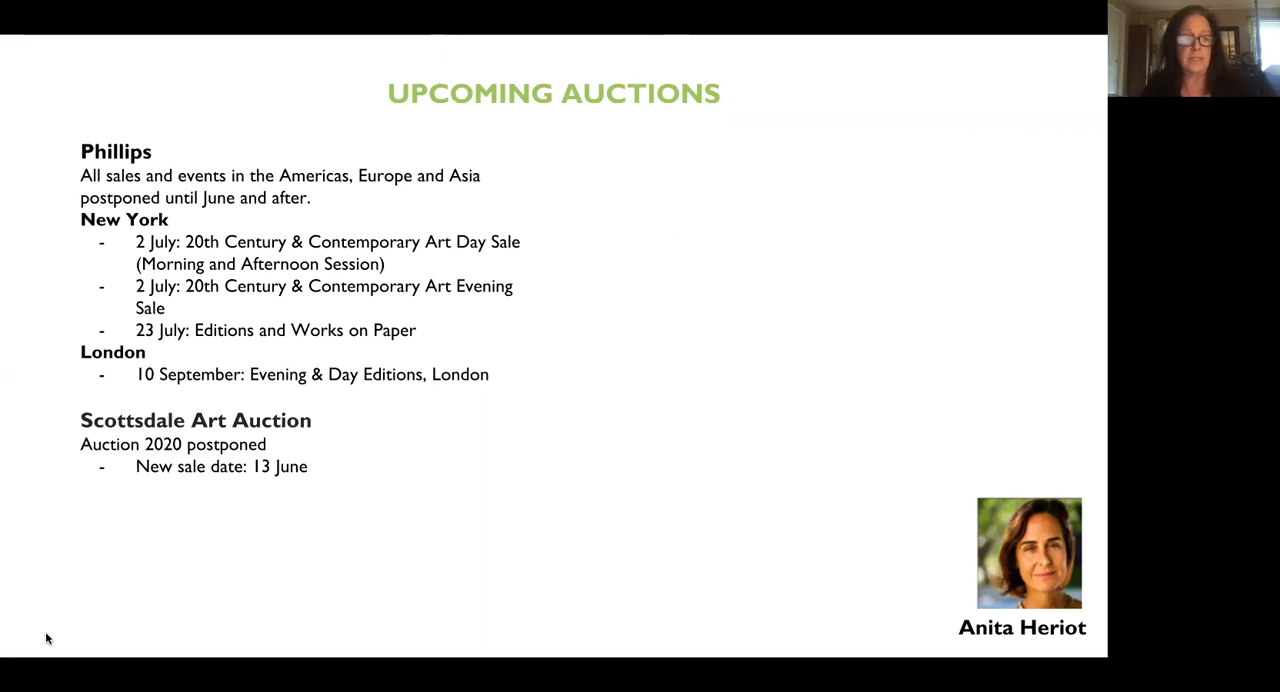 UPCOMING AUCTIONS
Phillips
All sales and events in the Americas, Europe and Asia
postponed until June and after.
New York
- 2 July: 20th Century & Contemporary Art Day Sale
(Morning and Afternoon Session)
- 2 July: 20th Century & Contemporary Art Evening
Sale
- 23 July: Editions and Works on Paper
London
- 10 September: Evening & Day Editions, London
Scottsdale Art Auction
Auction 2020 postponed
- New sale date: 13 June
Anita Heriot